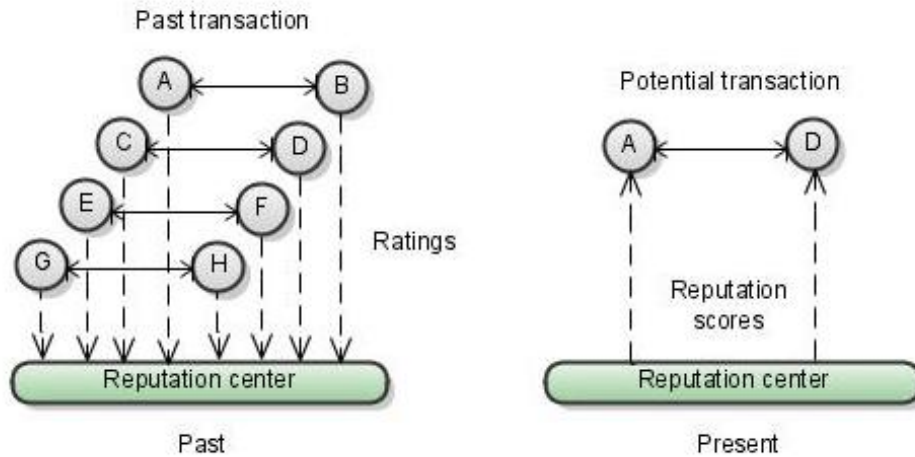 Past transaction
A
B
C
D
E
F
G
H
Ratings
Reputation center
Past
Potential transaction
A
D
Reputation
scores
Reputation center
Present